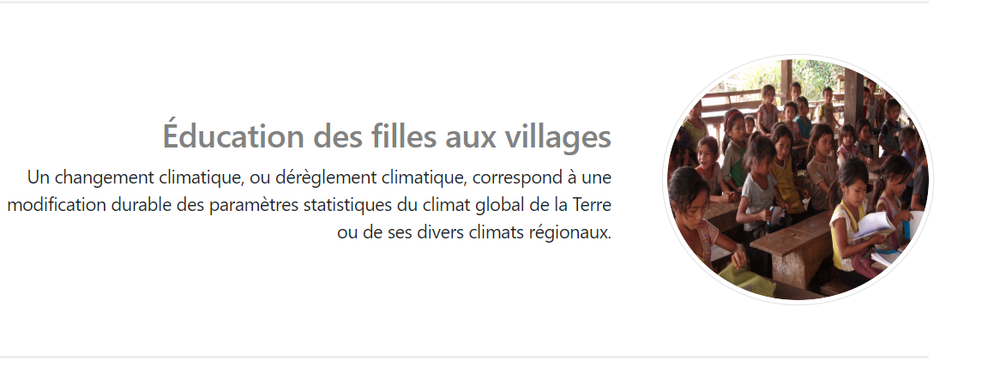 Éducation des filles aux villages
Un changement climatique, ou dérèglement climatique, correspond à une
modification durable des paramètres statistiques du climat global de la Terre
ou de ses divers climats régionaux.